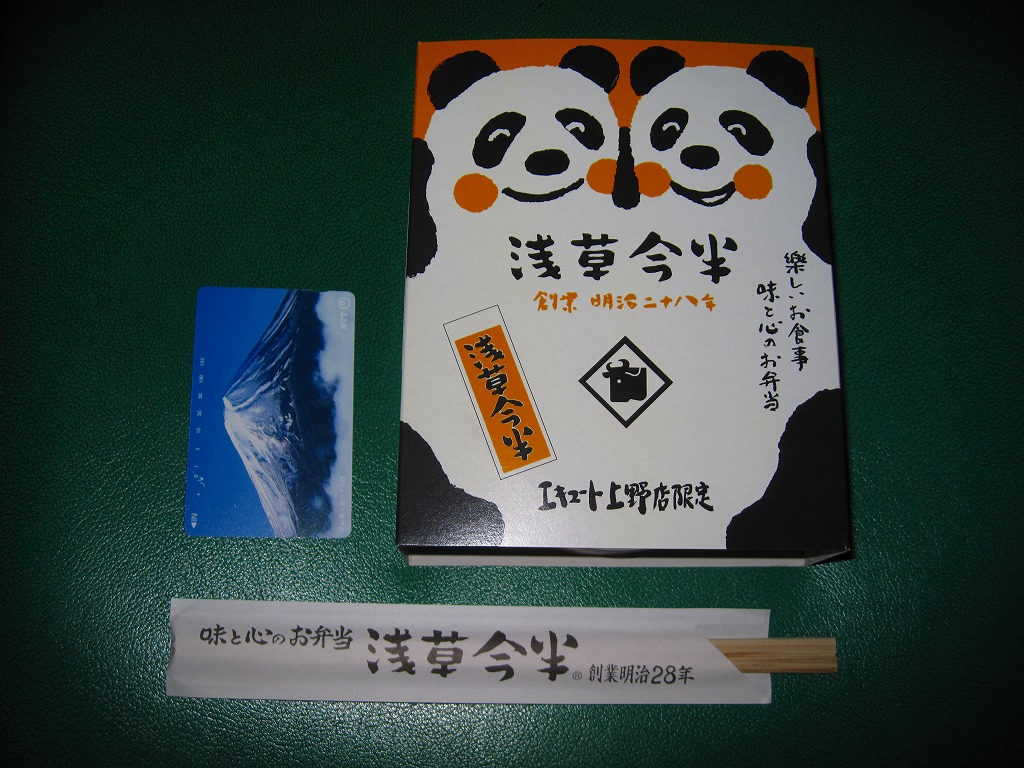 浅草今半
創業 明治二十八年
楽しいお食事
味と心のお弁当
浅草今半
エキュート上野店限定
NTT
味と心のお弁当 浅草今半® 創業明治28年